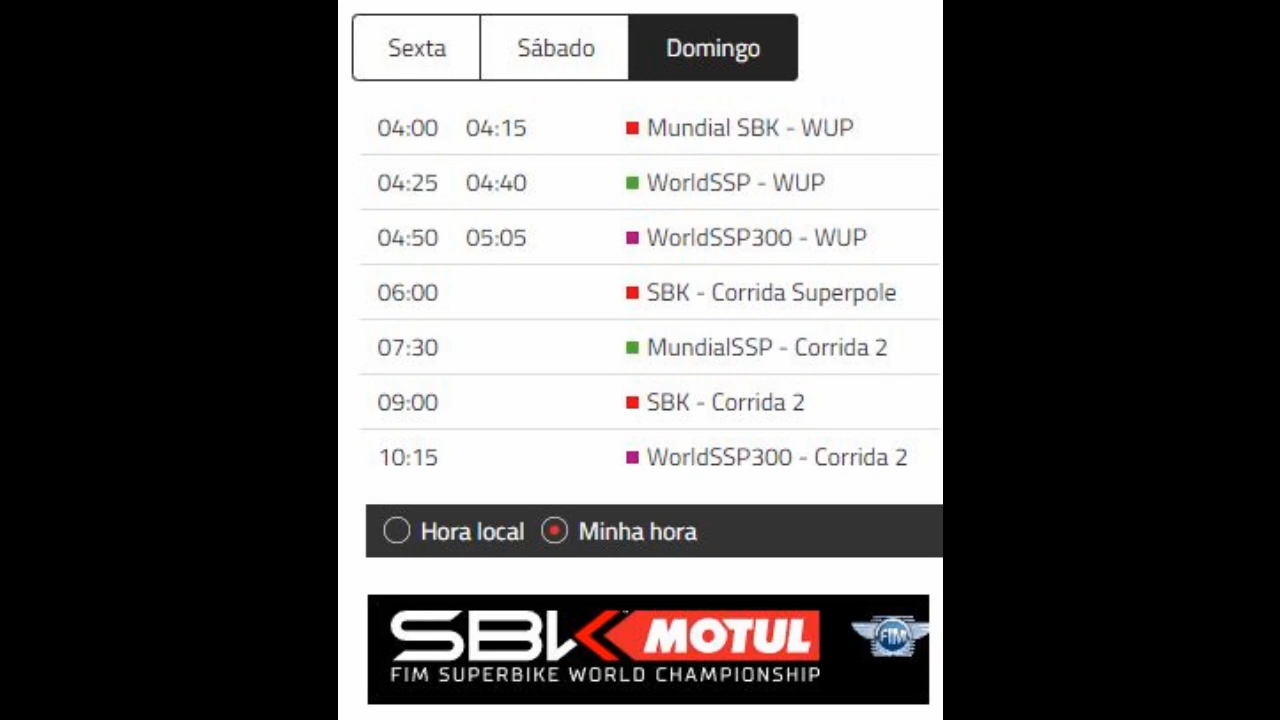 Sexta Sábado Domingo
04:00 04:15 Mundial SBK - WUP
04:25 04:40 WorldSSP - WUP
04:50 05:05 WorldSSP300 - WUP
06:00 SBK - Corrida Superpole
07:30 MundialSSP - Corrida 2
09:00 SBK - Corrida 2
10:15 WorldSSP300 - Corrida 2
Hora local Minha hora
SBK MOTUL FIM
FIM SUPERBIKE WORLD CHAMPIONSHIP